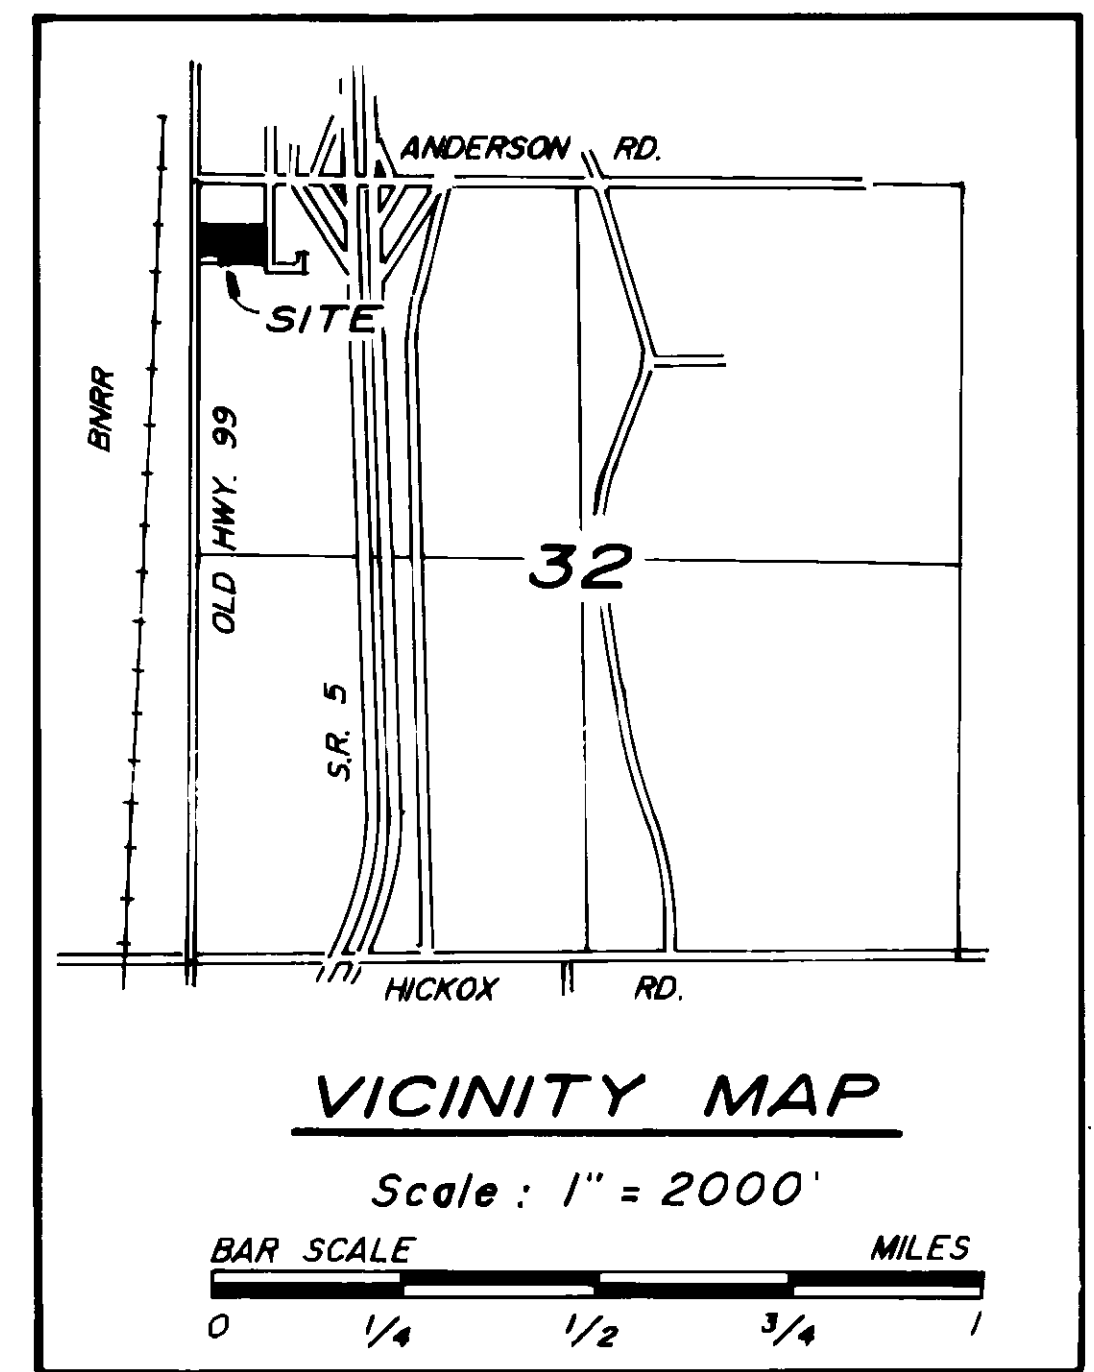 ANDERSON RD.
SITE
BNRR
OLD HWY. 99
32
S.R. 5
HICKOX RD.
VICINITY MAP
Scale: 1" = 2000'
BAR SCALE MILES
0 1/4 1/2 3/4 1